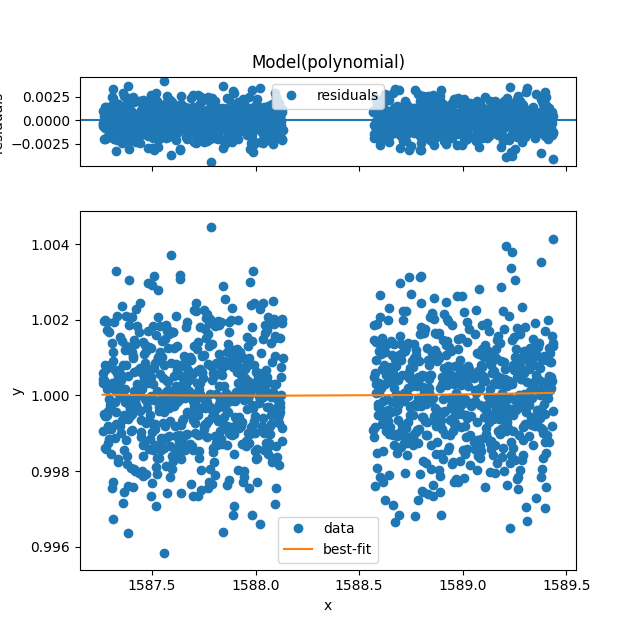 Model(polynomial)
0.0025
0.0000
−0.0025
residuals
residuals
1.004
1.002
1.000
0.998
0.996
y
data
best-fit
1587.5 1588.0 1588.5 1589.0 1589.5
x